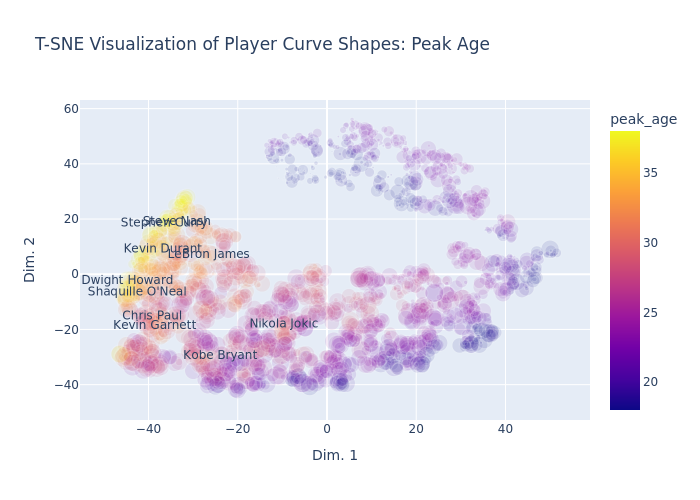 T-SNE Visualization of Player Curve Shapes: Peak Age
peak_age
60
40
20
0
−20
−40
Dim. 2
Stephen Curry
Steve Nash
Kevin Durant
LeBron James
Dwight Howard
Shaquille O'Neal
Chris Paul
Kevin Garnett
Nikola Jokic
Kobe Bryant
35
30
25
20
−40
−20
0
20
40
Dim. 1